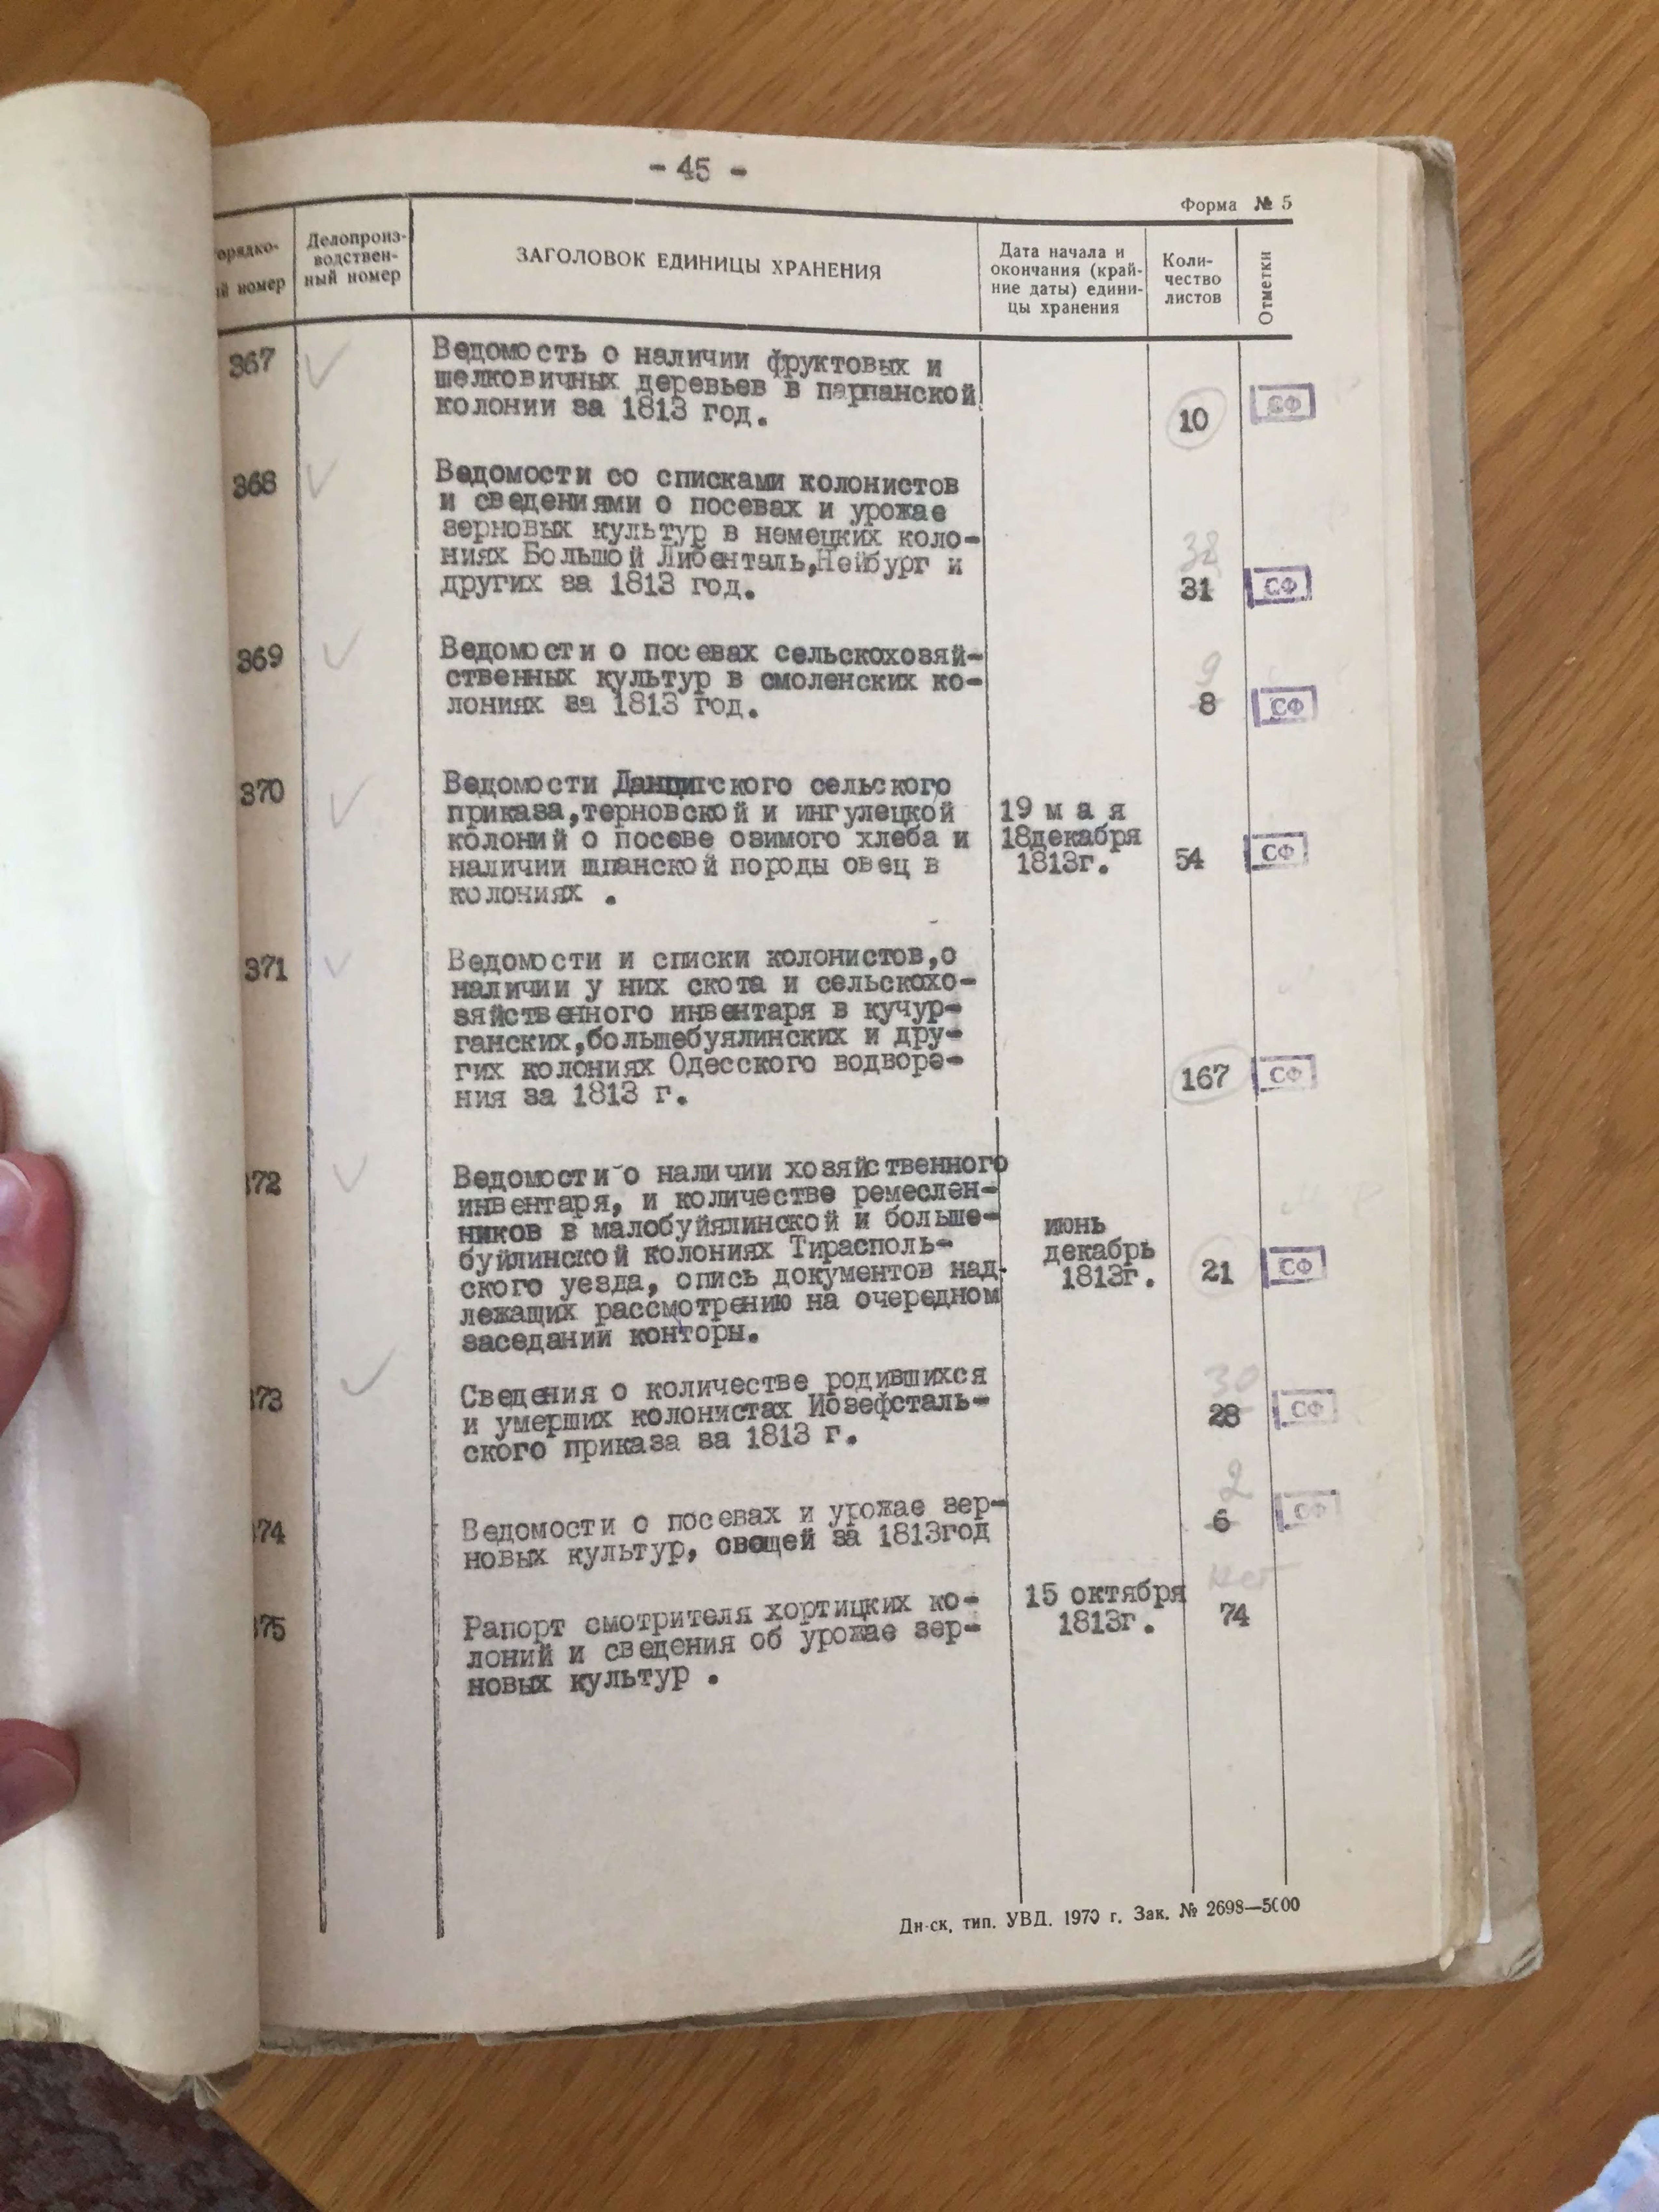 - 45 -
Форма № 5
орядко-
й номер
Делопроиз-
водствен-
ный номер
ЗАГОЛОВОК ЕДИНИЦЫ ХРАНЕНИЯ
Дата начала и
окончания (край-
ние даты) едини-
цы хранения
Коли-
чество
листов
Отметки
367
Ведомость о наличии фруктовых и
шелковичных деревьев в парпанской
колонии за 1813 год.
10
СФ
368
Ведомости со списками колонистов
и сведениями о посевах и урожае
зерновых культур в немецких коло-
ниях Большой Либенталь,Нейбург и
других за 1813 год.
38
31
СФ
369
Ведомости о посевах сельскохозяй-
ственных культур в смоленских ко-
лониях за 1813 год.
9
8
СФ
370
Ведомости Данцигского сельского
приказа,терновской и ингулецкой
колоний о посеве озимого хлеба и
наличии шпанской породы овец в
колониях .
19 м а я
18декабря
1813г.
54
СФ
371
Ведомости и списки колонистов,о
наличии у них скота и сельскохо-
зяйственного инвентаря в кучур-
ганских,большебуялинских и дру-
гих колониях Одесского водворе-
ния за 1813 г.
167
СФ
372
Ведомости о наличии хозяйственного
инвентаря, и количестве ремеслен-
ников в малобуйялинской и больше-
буйлинской колониях Тирасполь-
ского уезда, опись документов над-
лежащих рассмотрению на очередном
заседании конторы.
июнь
декабрь
1813г.
21
СФ
373
Сведения о количестве родившихся
и умерших колонистах Иозефсталь-
ского приказа за 1813 г.
30
28
СФ
374
Ведомости о посевах и урожае зер-
новых культур, овощей за 1813год
2
6
СФ
375
Рапорт смотрителя хортицких ко-
лоний и сведения об урожае зер-
новых культур .
15 октября
1813г.
нет
74
Дн-ск, тип. УВД. 1970 г. Зак. № 2698—5000